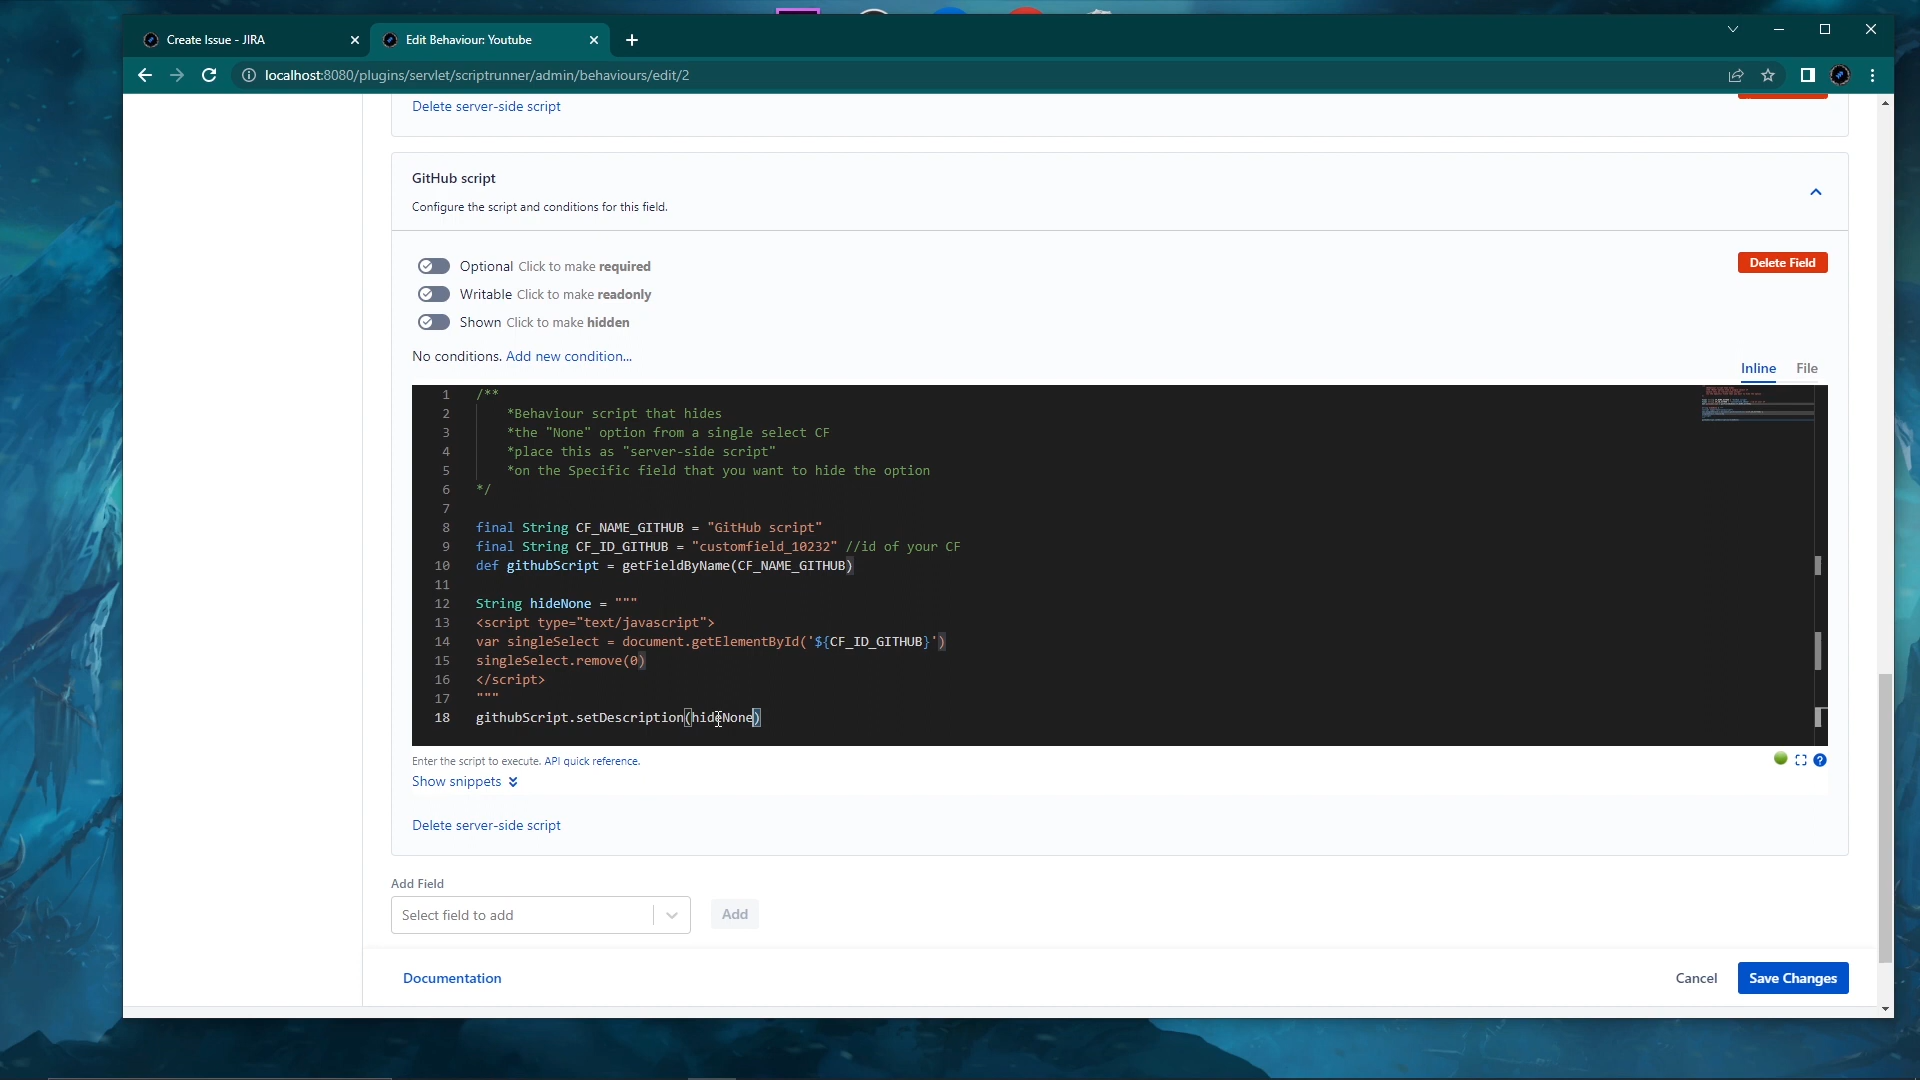 Create Issue - JIRA
Edit Behaviour: Youtube
localhost:8080/plugins/servlet/scriptrunner/admin/behaviours/edit/2
Delete server-side script
GitHub script
Configure the script and conditions for this field.
Optional Click to make required
Delete Field
Writable Click to make readonly
Shown Click to make hidden
No conditions. Add new condition...
Inline File
1 /**
2 *Behaviour script that hides
3 *the "None" option from a single select CF
4 *place this as "server-side script"
5 *on the Specific field that you want to hide the option
6 */
7
8 final String CF_NAME_GITHUB = "GitHub script"
9 final String CF_ID_GITHUB = "customfield_10232" //id of your CF
10 def githubScript = getFieldByName(CF_NAME_GITHUB)
11
12 String hideNone = """
13 <script type="text/javascript">
14 var singleSelect = document.getElementById('${CF_ID_GITHUB}')
15 singleSelect.remove(0)
16 </script>
17 """
18 githubScript.setDescription(hideNone)
Enter the script to execute. API quick reference.
Show snippets
Delete server-side script
Add Field
Select field to add
Add
Documentation
Cancel
Save Changes